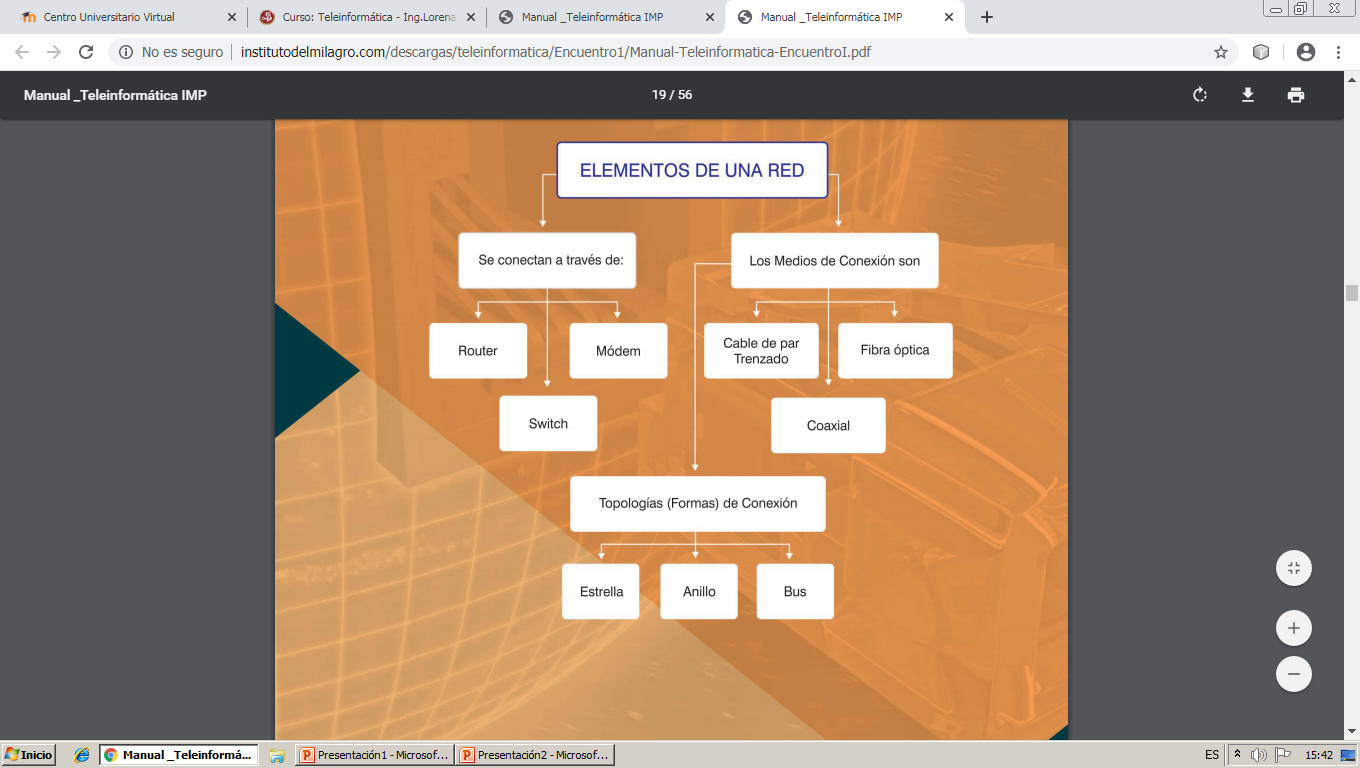 Centro Universitario Virtual
Curso: Teleinformática - Ing.Lorena
Manual _Teleinformática IMP
Manual _Teleinformática IMP
No es seguro
institutodelmilagro.com/descargas/teleinformatica/Encuentro1/Manual-Teleinformatica-EncuentroI.pdf
Manual _Teleinformática IMP
19 / 56
ELEMENTOS DE UNA RED
Se conectan a través de:
Los Medios de Conexión son
Router
Módem
Cable de par
Trenzado
Fibra óptica
Switch
Coaxial
Topologías (Formas) de Conexión
Estrella
Anillo
Bus
Inicio
Manual _Teleinformá...
Presentación1 - Microsof...
Presentación2 - Microsof...
ES
15:42